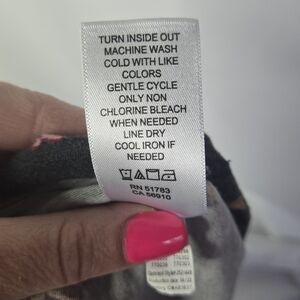 TURN INSIDE OUT
MACHINE WASH
COLD WITH LIKE
COLORS
GENTLE CYCLE
ONLY NON
CHLORINE BLEACH
WHEN NEEDED
LINE DRY
COOL IRON IF
NEEDED
RN 51783
CA 56910